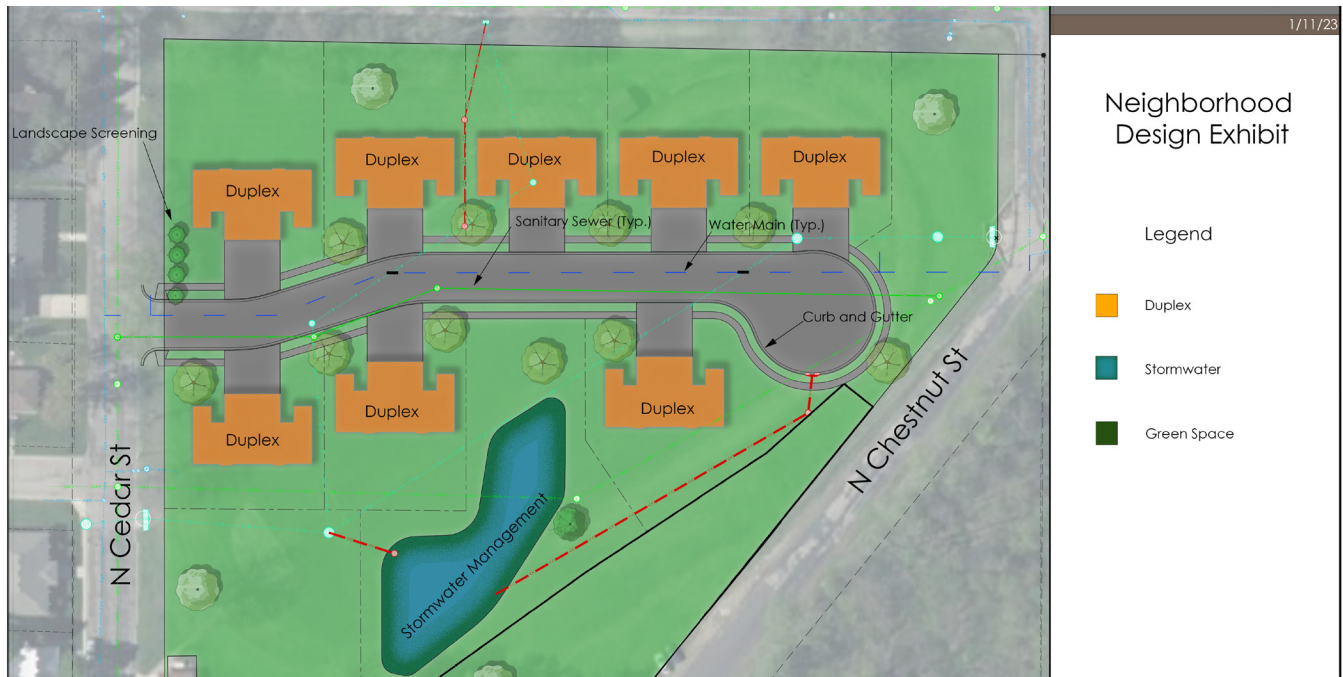 1/11/23
Neighborhood
Design Exhibit
Legend
Duplex
Stormwater
Green Space
Landscape Screening
Duplex
Duplex
Duplex
Duplex
Duplex
Sanitary Sewer (Typ.)
Water Main (Typ.)
Curb and Gutter
Duplex
Duplex
Duplex
N Cedar St
N Chestnut St
Stormwater Management